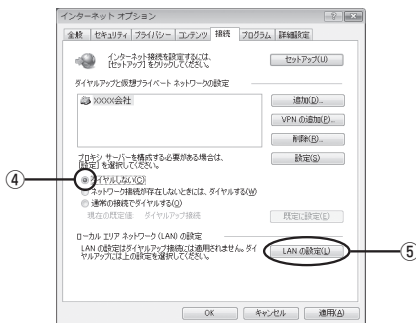 インターネット オプション
全般 セキュリティ プライバシー コンテンツ 接続 プログラム 詳細設定
インターネット接続を設定するには、
[セットアップ] をクリックしてください。
セットアップ(U)
ダイヤルアップと仮想プライベート ネットワークの設定
XXXX会社
追加(D)...
VPN の追加(P)...
削除(R)...
プロキシ サーバーを構成する必要がある場合は、
[設定] を選択してください。
設定(S)
④
ダイヤルしない(C)
ネットワーク接続が存在しないときには、ダイヤルする(W)
通常の接続でダイヤルする(O)
現在の既定値: ダイヤルアップ接続
既定に設定(E)
ローカル エリア ネットワーク (LAN) の設定
LAN の設定はダイヤルアップ接続には適用されません。ダイ
ヤルアップには上の設定を選択してください。
LAN の設定(L)
⑤
OK キャンセル 適用(A)